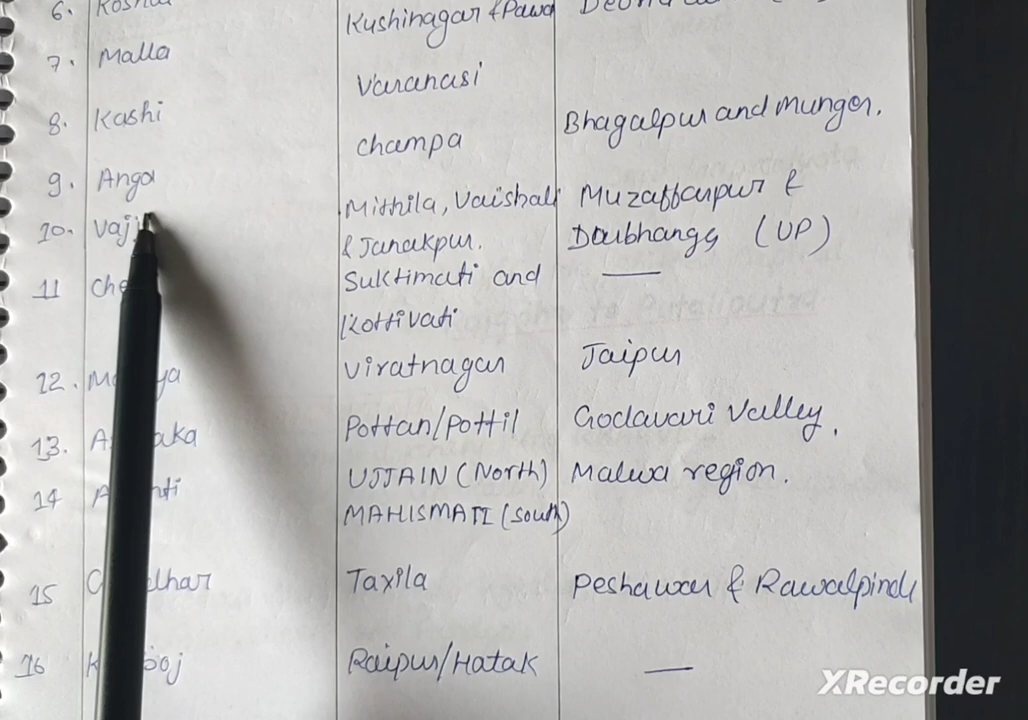 6. Kushinagar & Pawa
7. Malla
Varanasi
8. Kashi Bhagalpur and Munger.
Champa
9. Anga
Mithila, Vaishali Muzaffarpur &
10. Vajji & Janakpur. Darbhanga (UP)
11 Suktimati and —
Kottivati
12. Viratnagar Jaipur
13. Pottan/Pottil Godavari Valley.
14 UJJAIN (North) Malwa region.
MAHISMATI (South)
15 Taxila Peshawar & Rawalpindi
16 Raipur/Hatak —
XRecorder